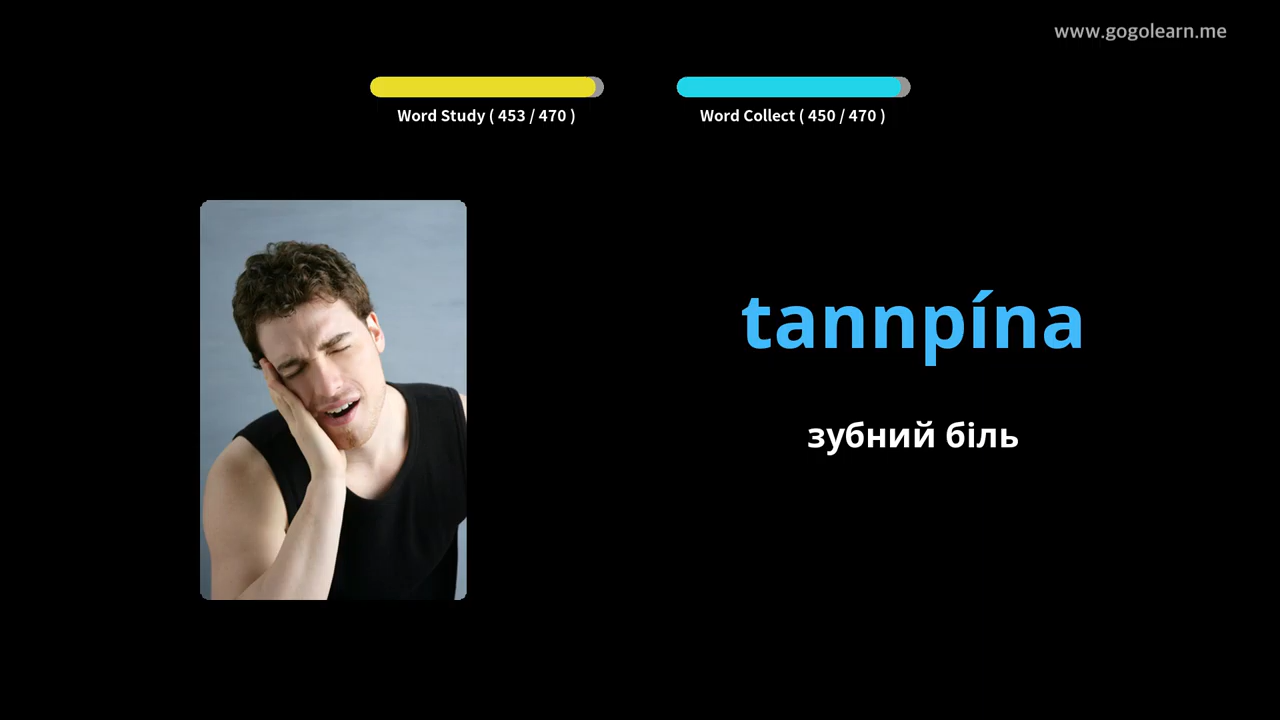 www.gogolearn.me
Word Study ( 453 / 470 )
Word Collect ( 450 / 470 )
tannpína
зубний біль